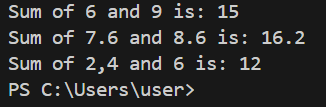 Sum of 6 and 9 is: 15
Sum of 7.6 and 8.6 is: 16.2
Sum of 2,4 and 6 is: 12
PS C:\Users\user>